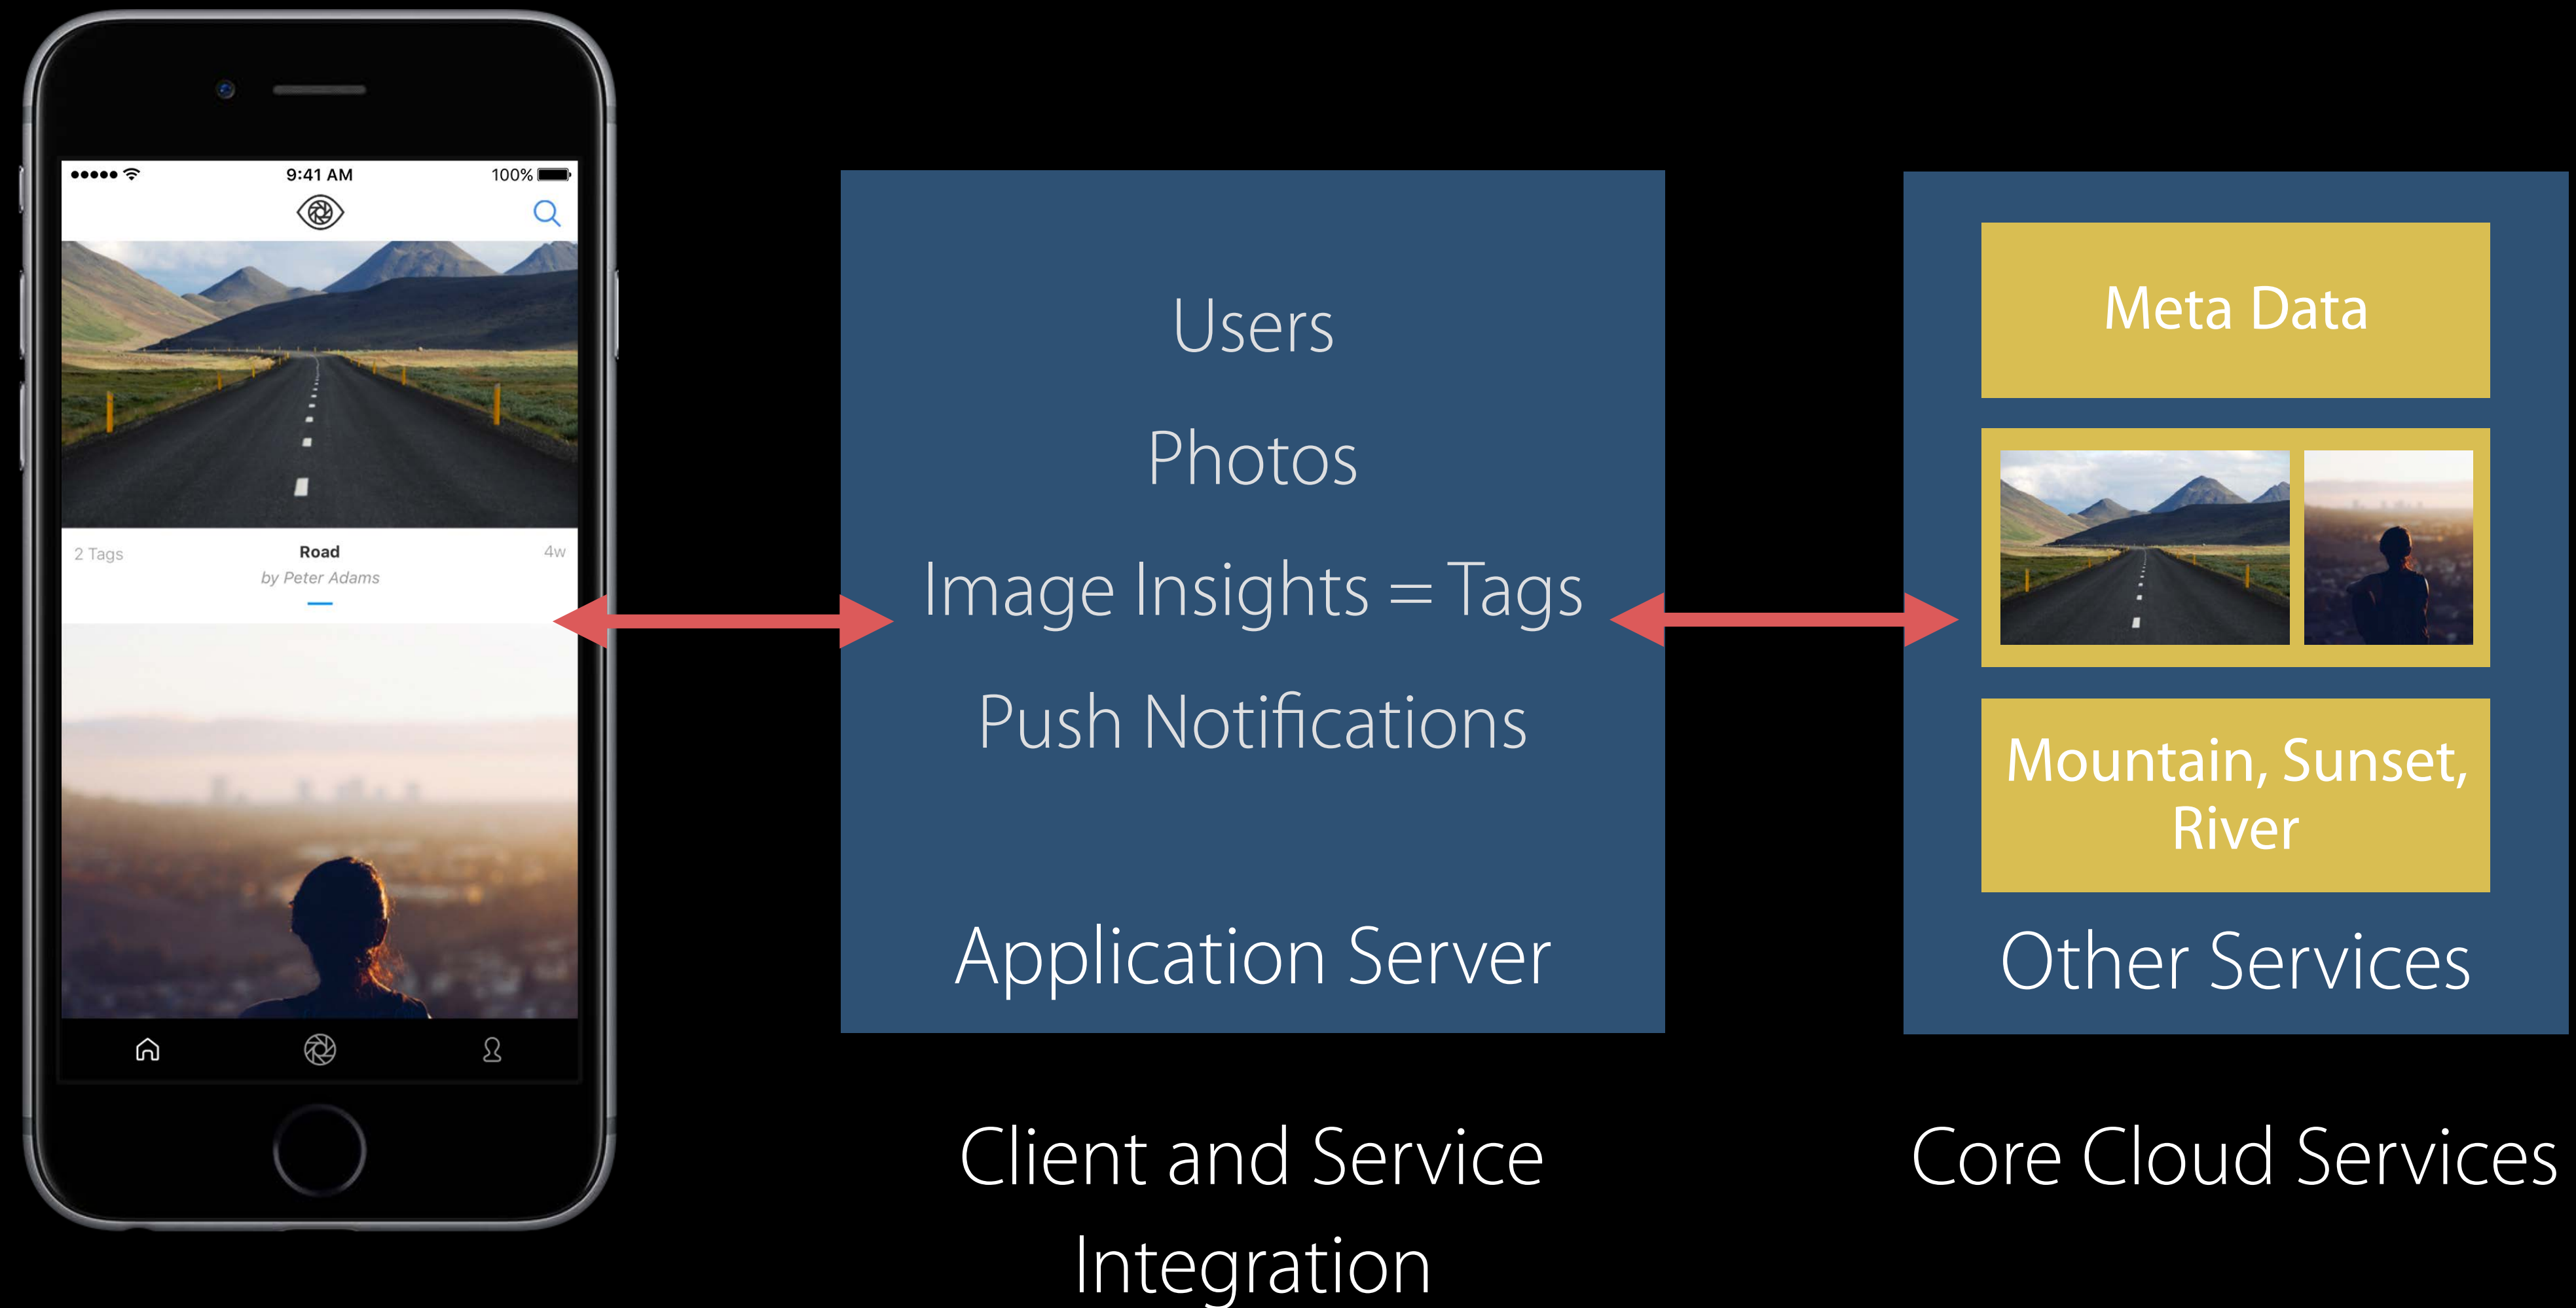 9:41 AM
100%
2 Tags
Road
4w
by Peter Adams
Users
Photos
Image Insights = Tags
Push Notifications
Application Server
Client and Service
Integration
Meta Data
Mountain, Sunset,
River
Other Services
Core Cloud Services